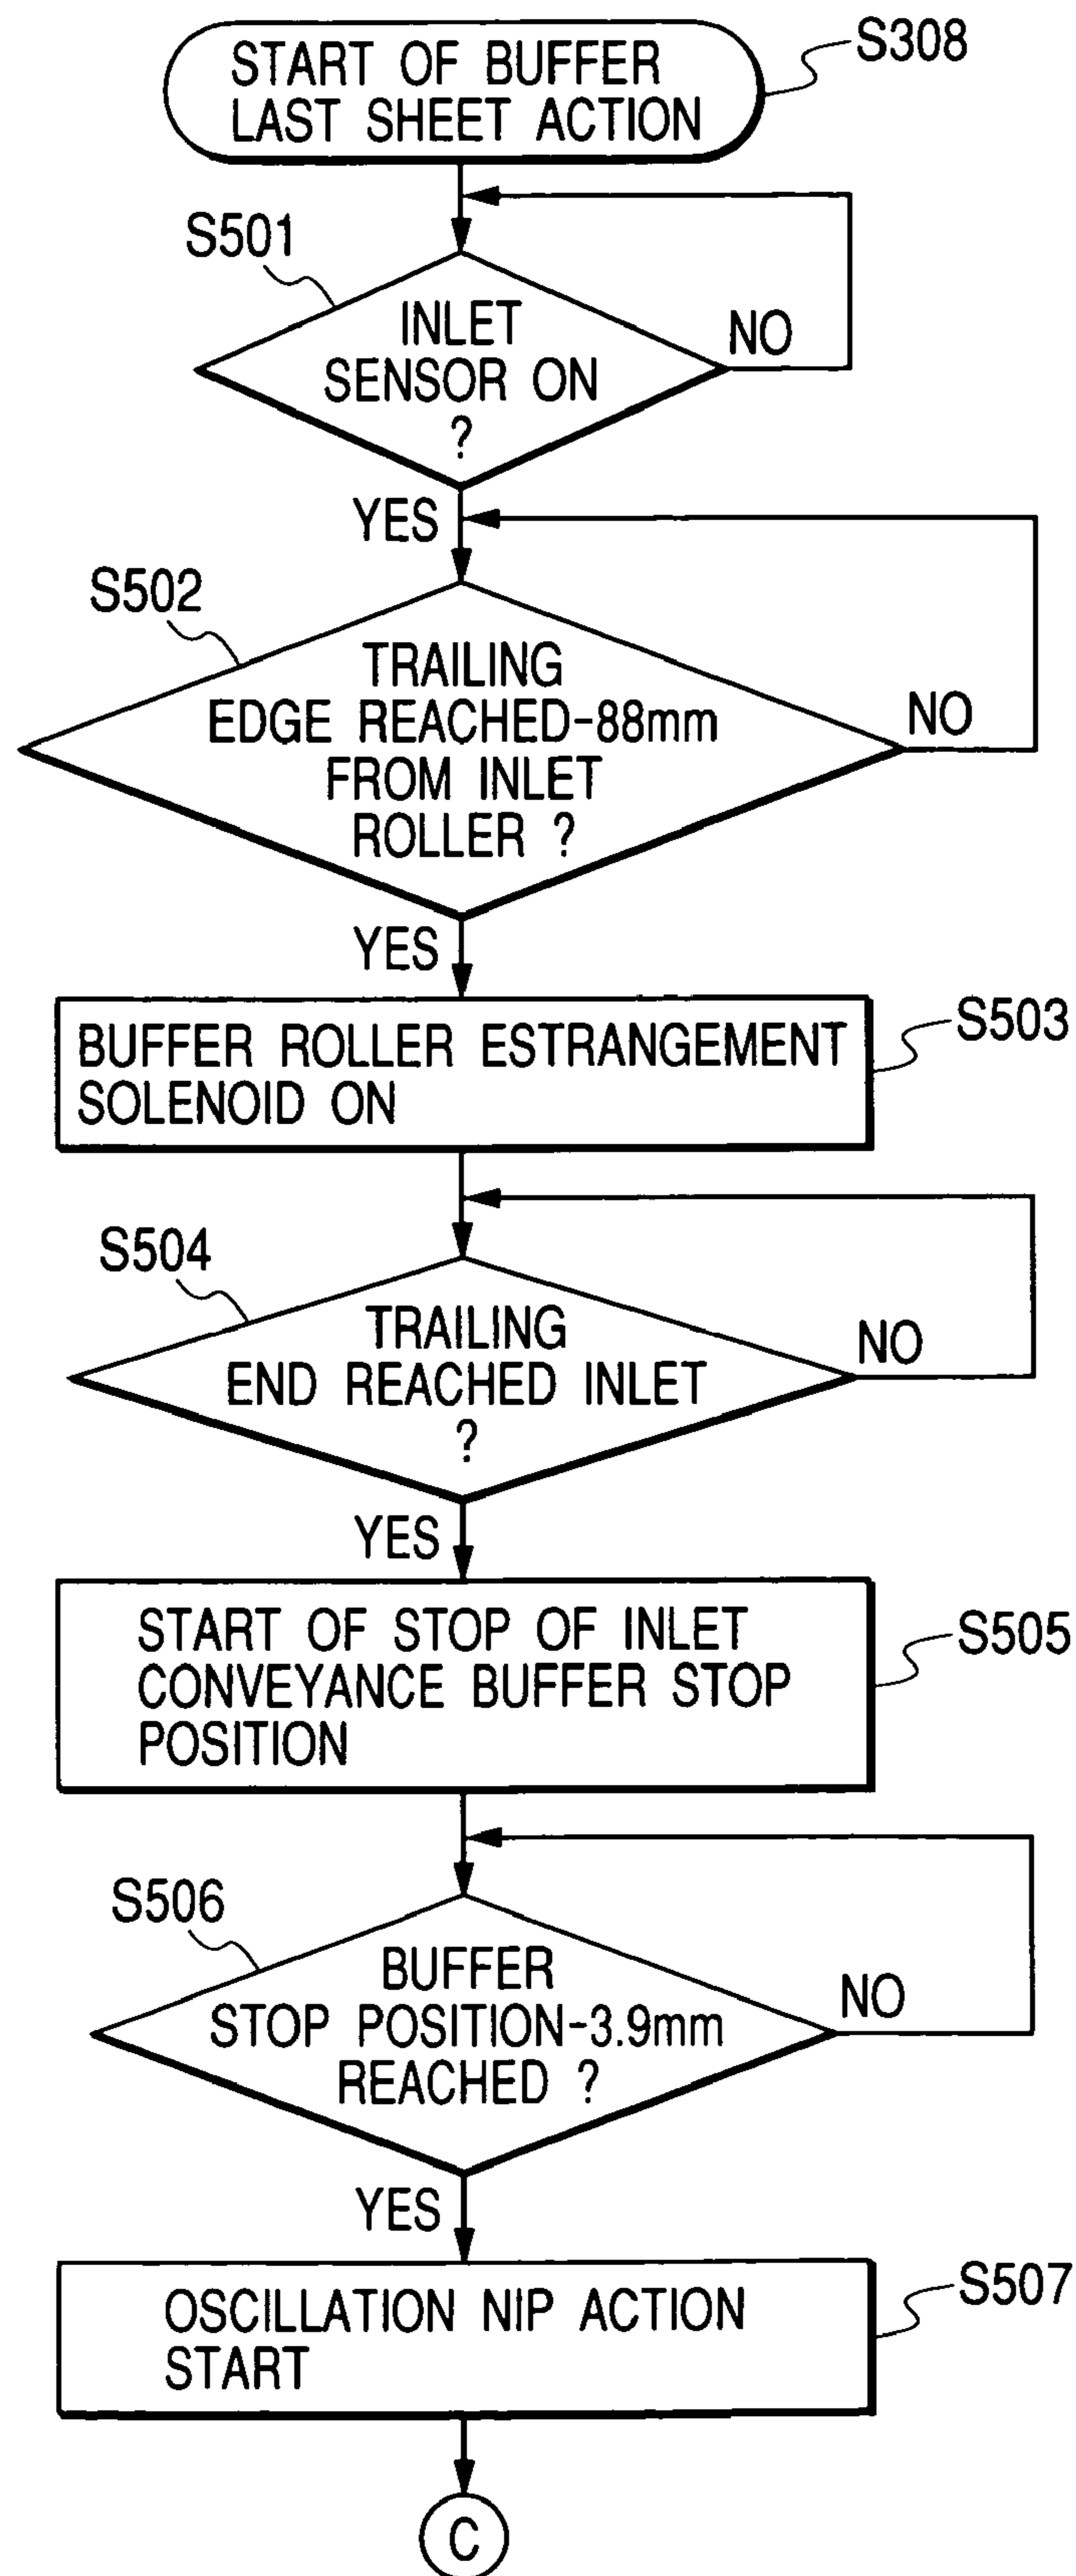 START OF BUFFER
LAST SHEET ACTION
S308
S501
INLET
SENSOR ON
?
NO
YES
S502
TRAILING
EDGE REACHED-88mm
FROM INLET
ROLLER ?
NO
YES
BUFFER ROLLER ESTRANGEMENT
SOLENOID ON
S503
S504
TRAILING
END REACHED INLET
?
NO
YES
START OF STOP OF INLET
CONVEYANCE BUFFER STOP
POSITION
S505
S506
BUFFER
STOP POSITION-3.9mm
REACHED ?
NO
YES
OSCILLATION NIP ACTION
START
S507
C